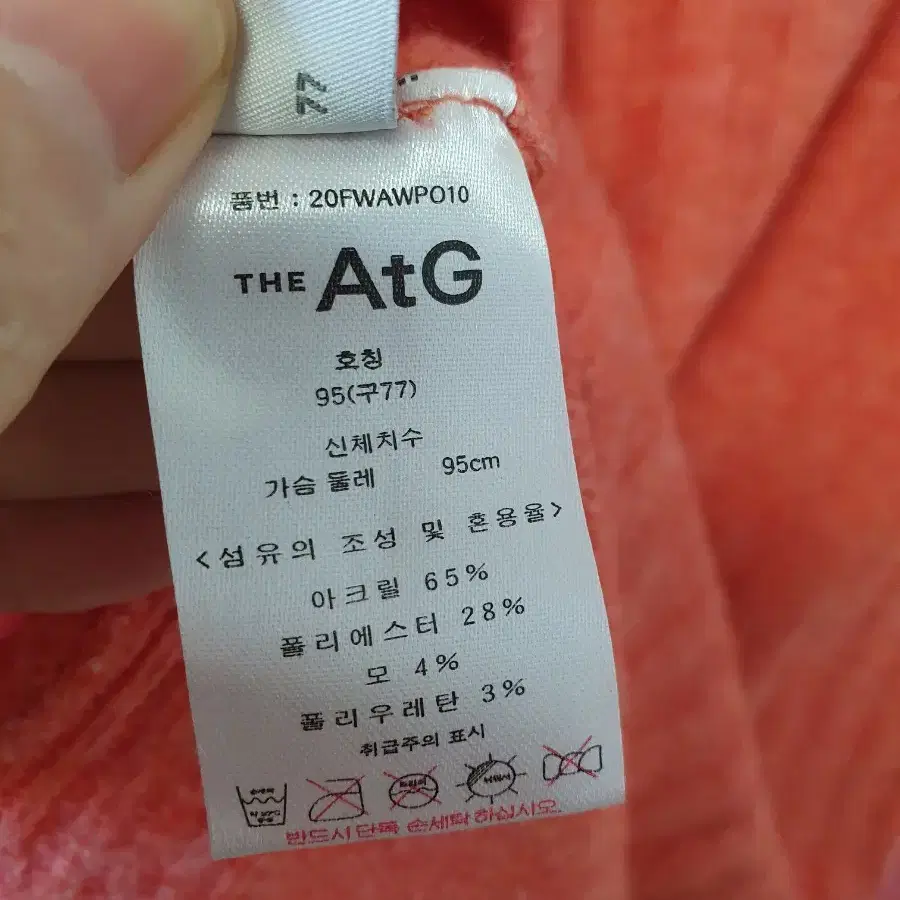 77
품번 : 20FWAWPO10
THE AtG
호칭
95(구77)
신체치수
가슴 둘레 95cm
<섬유의 조성 및 혼용율>
아크릴 65%
폴리에스터 28%
모 4%
폴리우레탄 3%
취급주의 표시
반드시 단독 손세탁 하십시오.